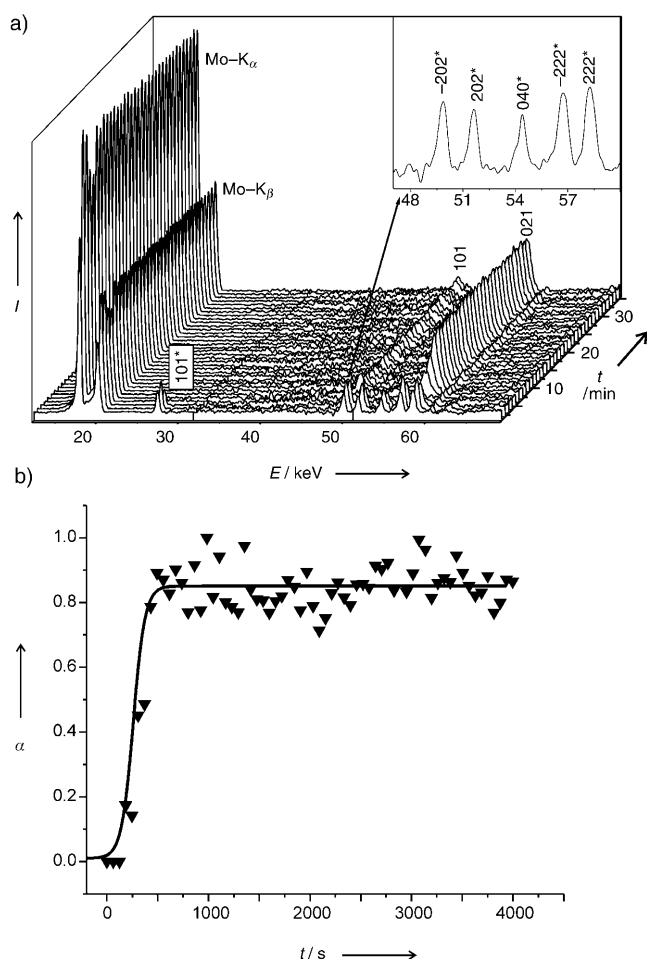 a)
Mo–Kα
Mo–Kβ
–202*
202*
040*
–222*
222*
48 51 54 57
101
021
101*
I
20 30 40 50 60
10 20 30
t
/min
E / keV
b)
1.0
0.8
0.6
0.4
0.2
0.0
α
0 1000 2000 3000 4000
t / s